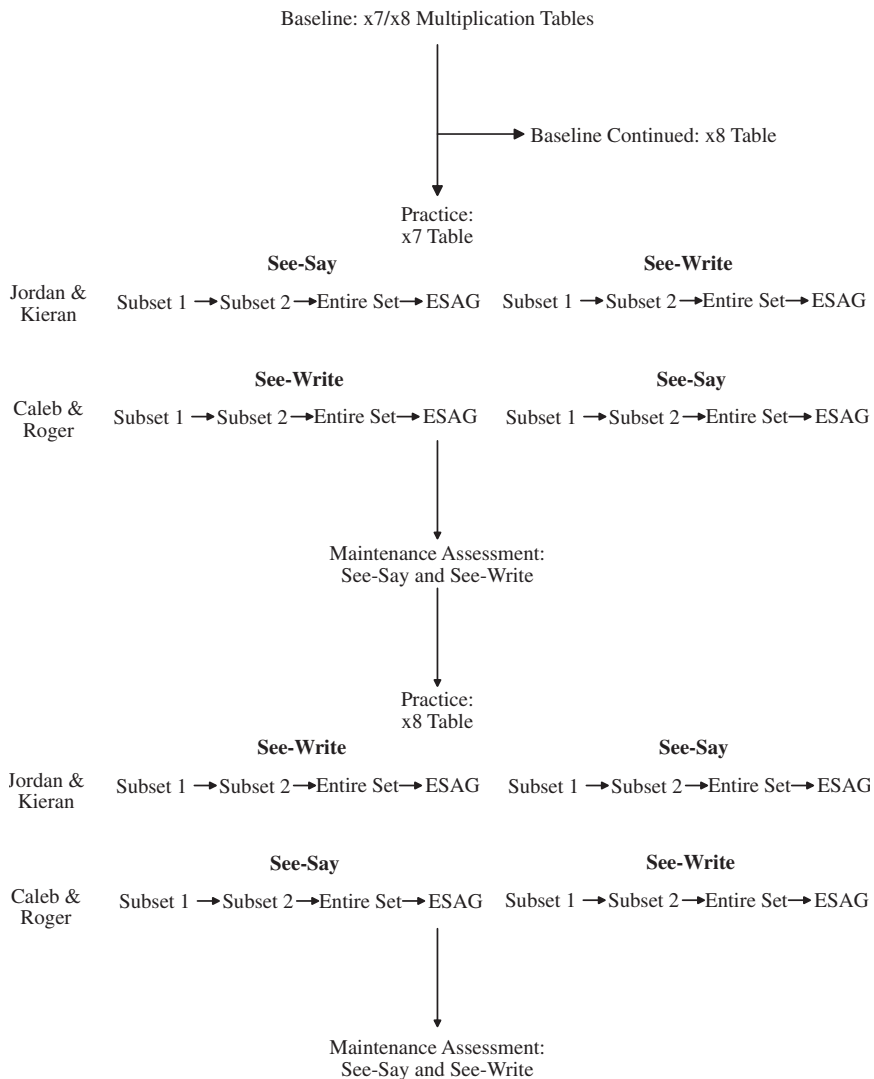 Baseline: x7/x8 Multiplication Tables
Baseline Continued: x8 Table
Practice:
x7 Table
See-Say See-Write
Jordan &
Kieran
Subset 1 Subset 2 Entire Set ESAG Subset 1 Subset 2 Entire Set ESAG
See-Write See-Say
Caleb &
Roger
Subset 1 Subset 2 Entire Set ESAG Subset 1 Subset 2 Entire Set ESAG
Maintenance Assessment:
See-Say and See-Write
Practice:
x8 Table
See-Write See-Say
Jordan &
Kieran
Subset 1 Subset 2 Entire Set ESAG Subset 1 Subset 2 Entire Set ESAG
See-Say See-Write
Caleb &
Roger
Subset 1 Subset 2 Entire Set ESAG Subset 1 Subset 2 Entire Set ESAG
Maintenance Assessment:
See-Say and See-Write